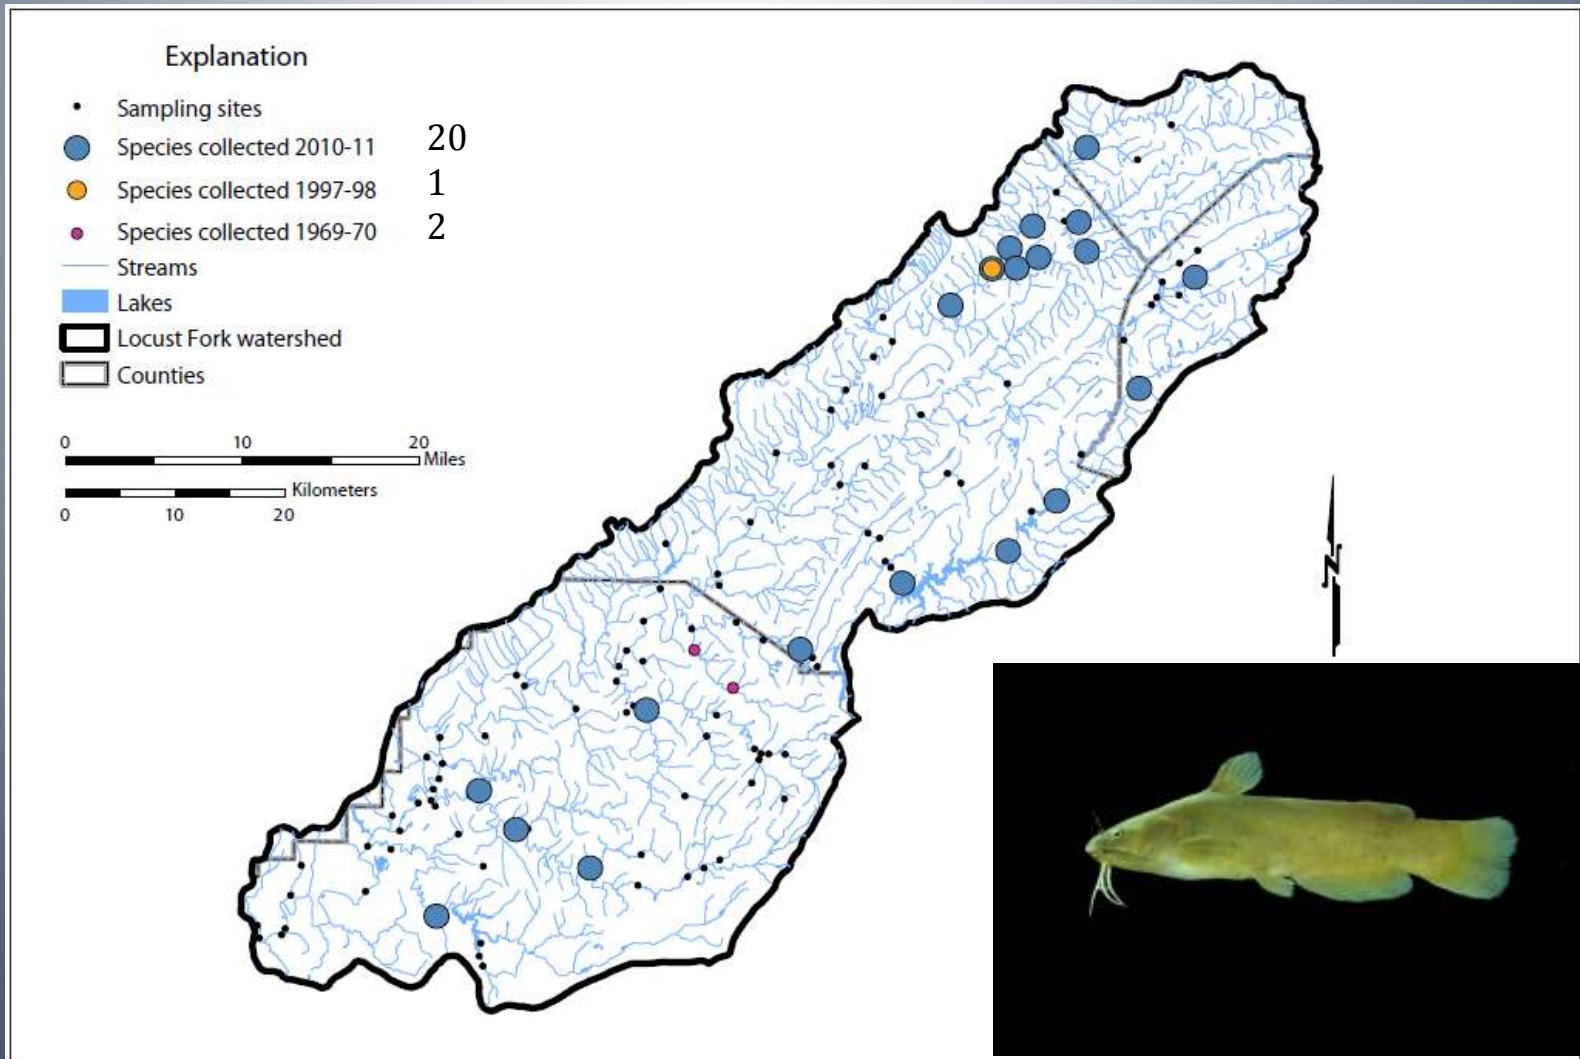 Explanation
Sampling sites
Species collected 2010-11 20
Species collected 1997-98 1
Species collected 1969-70 2
Streams
Lakes
Locust Fork watershed
Counties
0 10 20
Miles
Kilometers
0 10 20
N